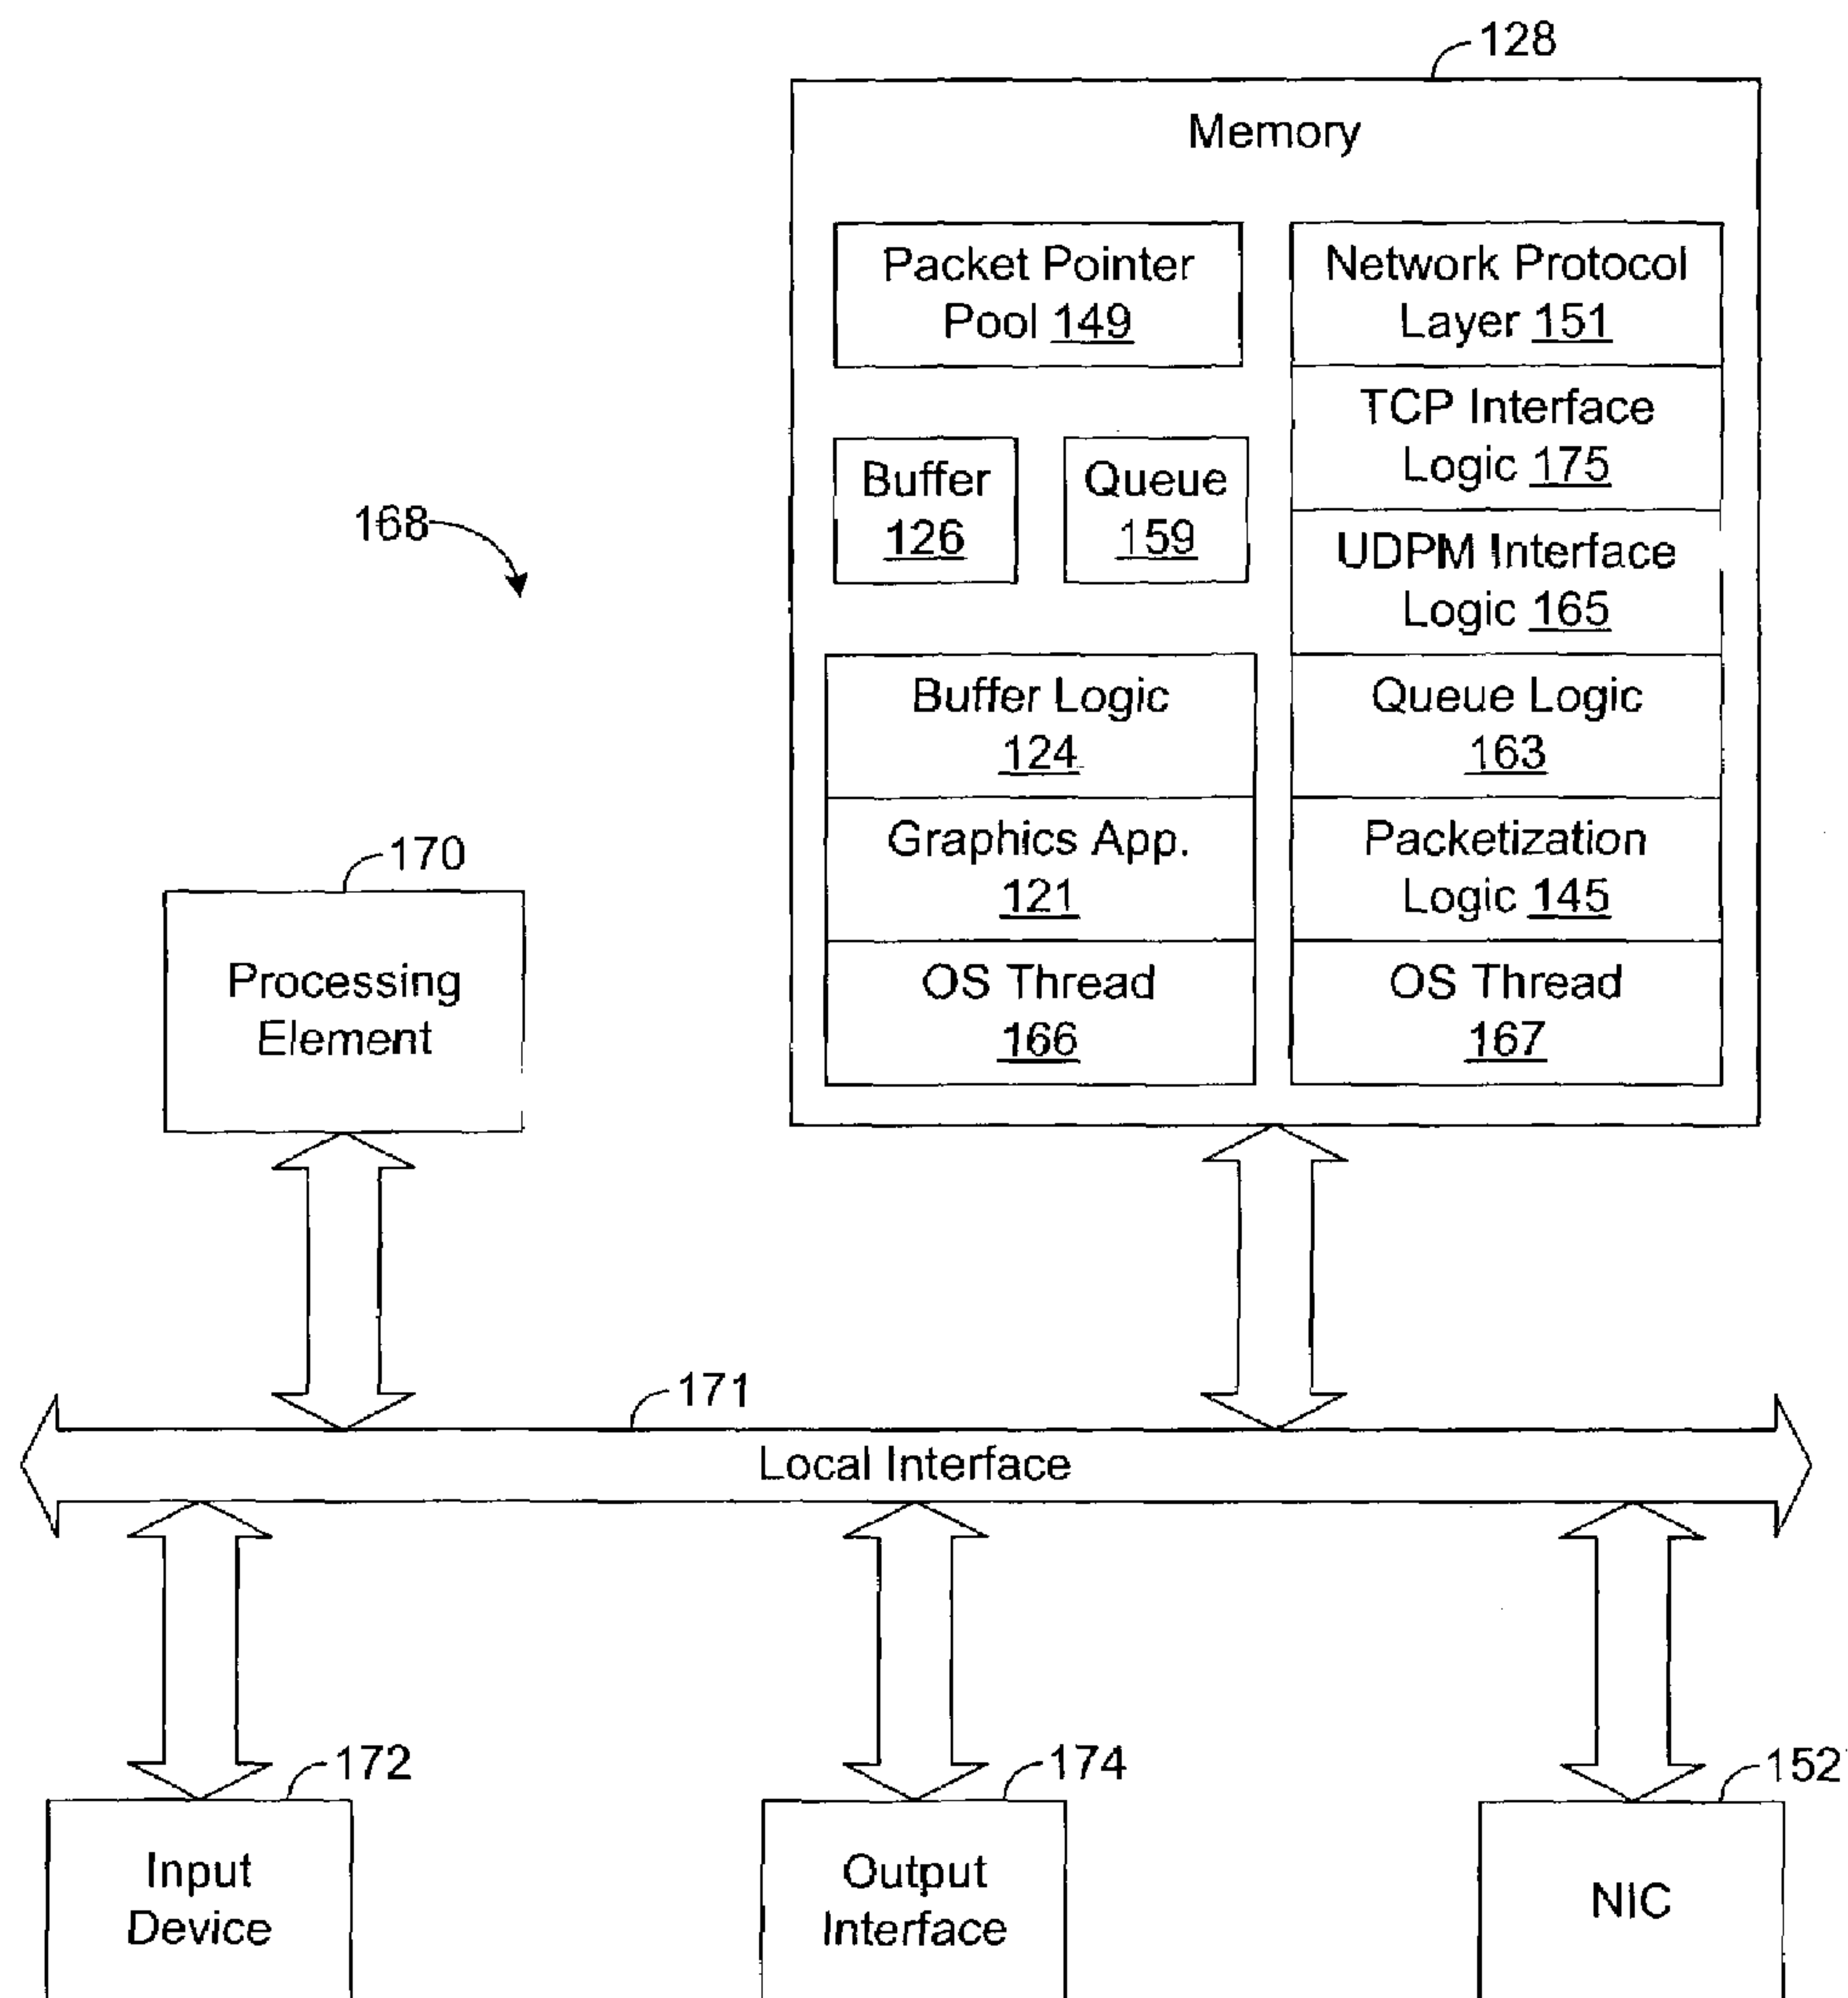 128
Memory
Packet Pointer
Pool 149
Network Protocol
Layer 151
TCP Interface
Logic 175
Buffer
126
Queue
159
168
UDPM Interface
Logic 165
Buffer Logic
124
Queue Logic
163
Graphics App.
121
Packetization
Logic 145
OS Thread
166
OS Thread
167
170
Processing
Element
171
Local Interface
172
Input
Device
174
Output
Interface
152
NIC